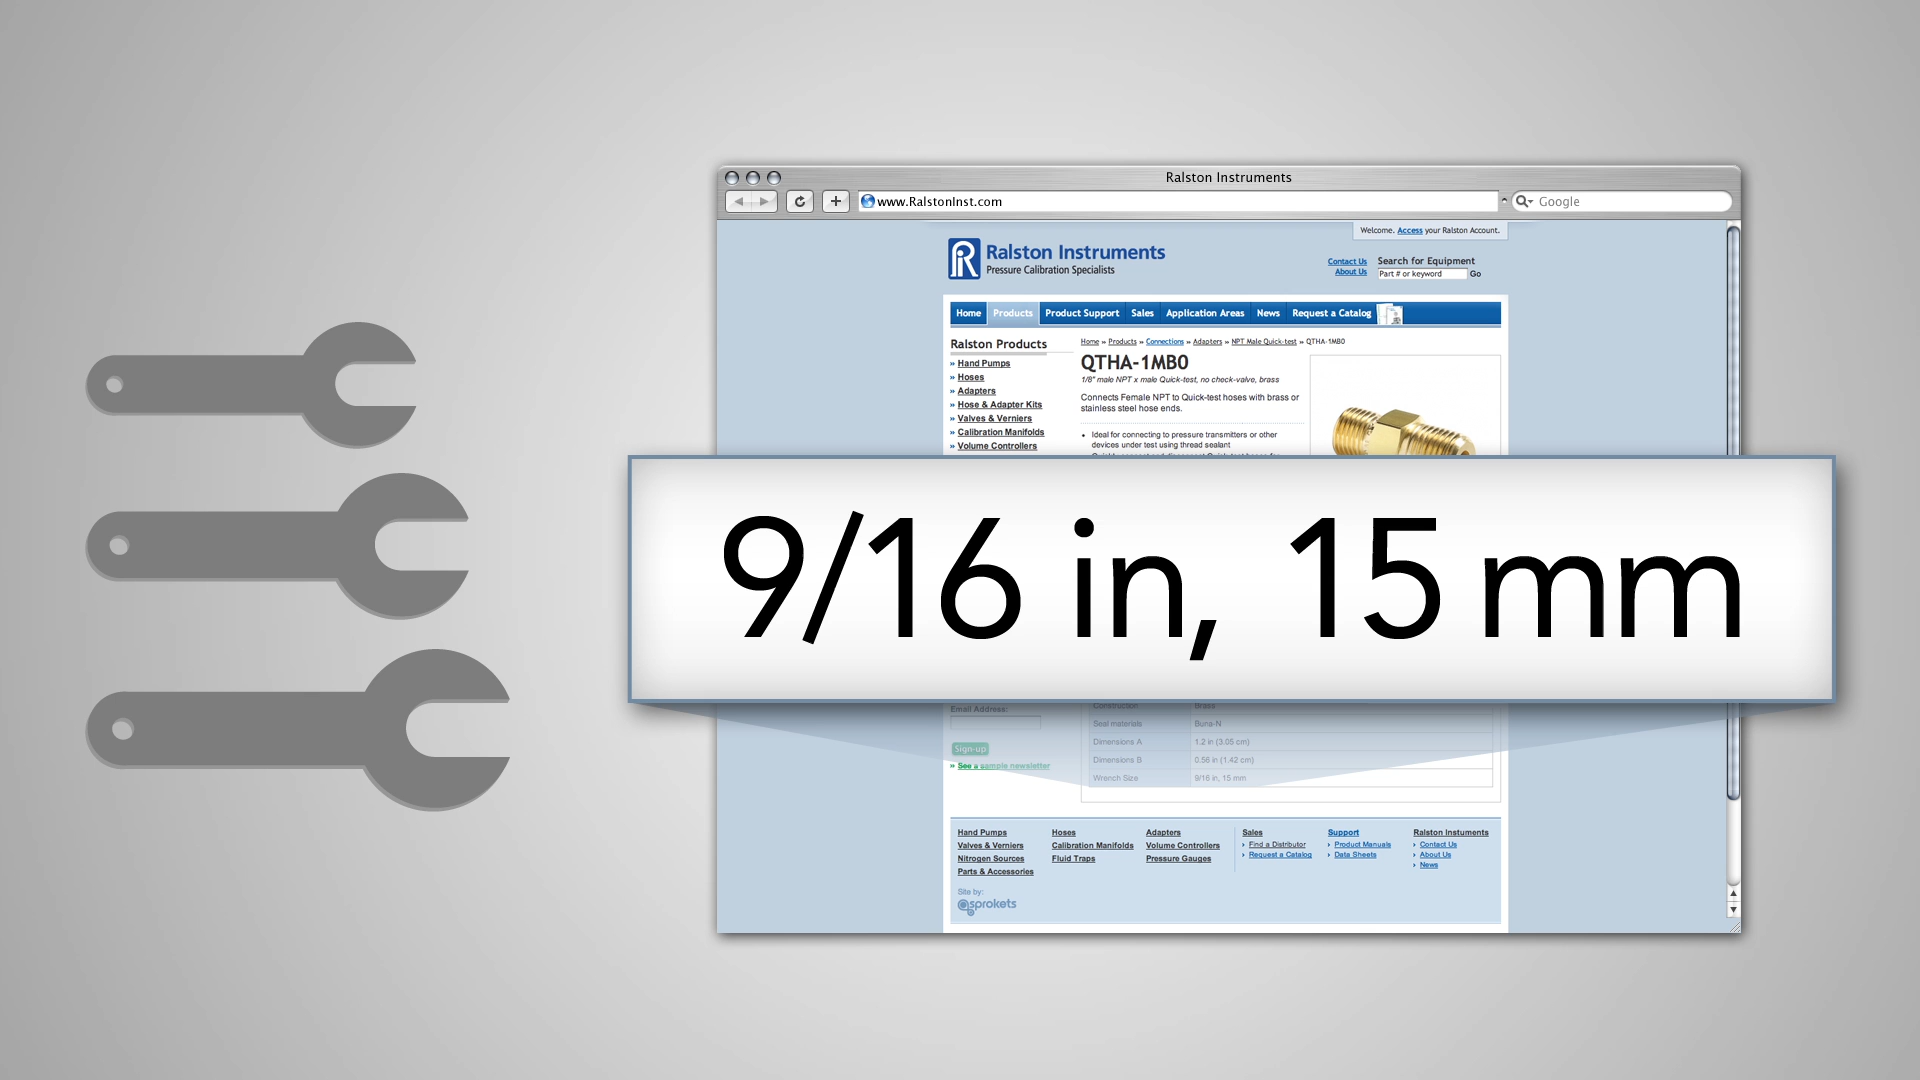 Ralston Instruments
www.RalstonInst.com
Google
Welcome. Access your Ralston Account.
Ralston Instruments
Pressure Calibration Specialists
Contact Us
About Us
Search for Equipment
Part # or keyword Go
Home Products Product Support Sales Application Areas News Request a Catalog
Ralston Products
» Hand Pumps
» Hoses
» Adapters
» Hose & Adapter Kits
» Valves & Verniers
» Calibration Manifolds
» Volume Controllers
Home » Products » Connections » Adapters » NPT Male Quick-test » QTHA-1MB0
QTHA-1MB0
1/8" male NPT x male Quick-test, no check-valve, brass
Connects Female NPT to Quick-test hoses with brass or
stainless steel hose ends.
• Ideal for connecting to pressure transmitters or other
devices under test using thread sealant
9/16 in, 15 mm
Email Address:
Sign-up
» See a sample newsletter
Construction Brass
Seal materials Buna-N
Dimensions A 1.2 in (3.05 cm)
Dimensions B 0.56 in (1.42 cm)
Wrench Size 9/16 in, 15 mm
Hand Pumps
Valves & Verniers
Nitrogen Sources
Parts & Accessories
Hoses
Calibration Manifolds
Fluid Traps
Adapters
Volume Controllers
Pressure Gauges
Sales
Find a Distributor
Request a Catalog
Support
Product Manuals
Data Sheets
Ralston Instuments
Contact Us
About Us
News
Site by:
sprokets